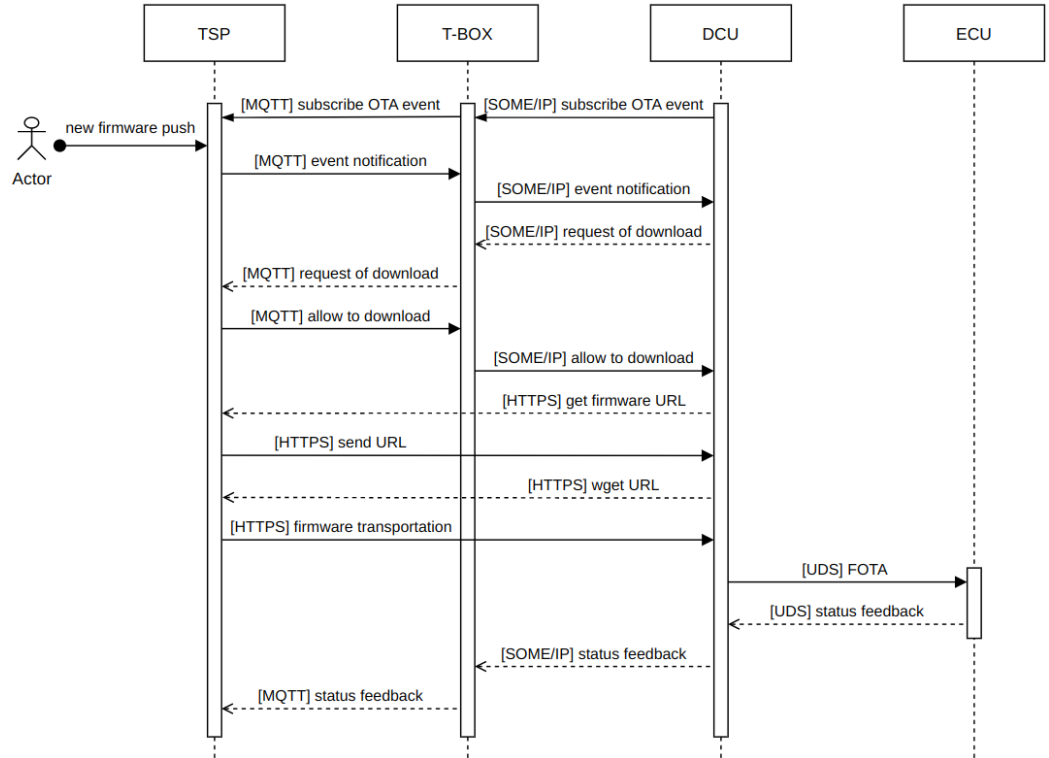 TSP
T-BOX
DCU
ECU
[MQTT] subscribe OTA event
[SOME/IP] subscribe OTA event
new firmware push
Actor
[MQTT] event notification
[SOME/IP] event notification
[SOME/IP] request of download
[MQTT] request of download
[MQTT] allow to download
[SOME/IP] allow to download
[HTTPS] get firmware URL
[HTTPS] send URL
[HTTPS] wget URL
[HTTPS] firmware transportation
[UDS] FOTA
[UDS] status feedback
[SOME/IP] status feedback
[MQTT] status feedback